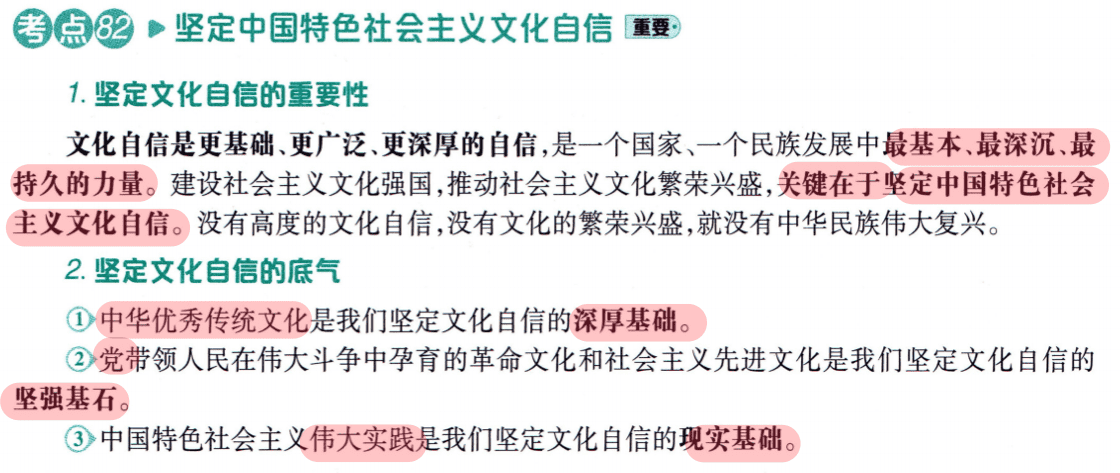 考点82 ▶ 坚定中国特色社会主义文化自信 重要
1. 坚定文化自信的重要性
文化自信是更基础、更广泛、更深厚的自信,是一个国家、一个民族发展中最基本、最深沉、最
持久的力量。建设社会主义文化强国,推动社会主义文化繁荣兴盛,关键在于坚定中国特色社会
主义文化自信。没有高度的文化自信,没有文化的繁荣兴盛,就没有中华民族伟大复兴。
2. 坚定文化自信的底气
①中华优秀传统文化是我们坚定文化自信的深厚基础。
②党带领人民在伟大斗争中孕育的革命文化和社会主义先进文化是我们坚定文化自信的
坚强基石。
③中国特色社会主义伟大实践是我们坚定文化自信的现实基础。